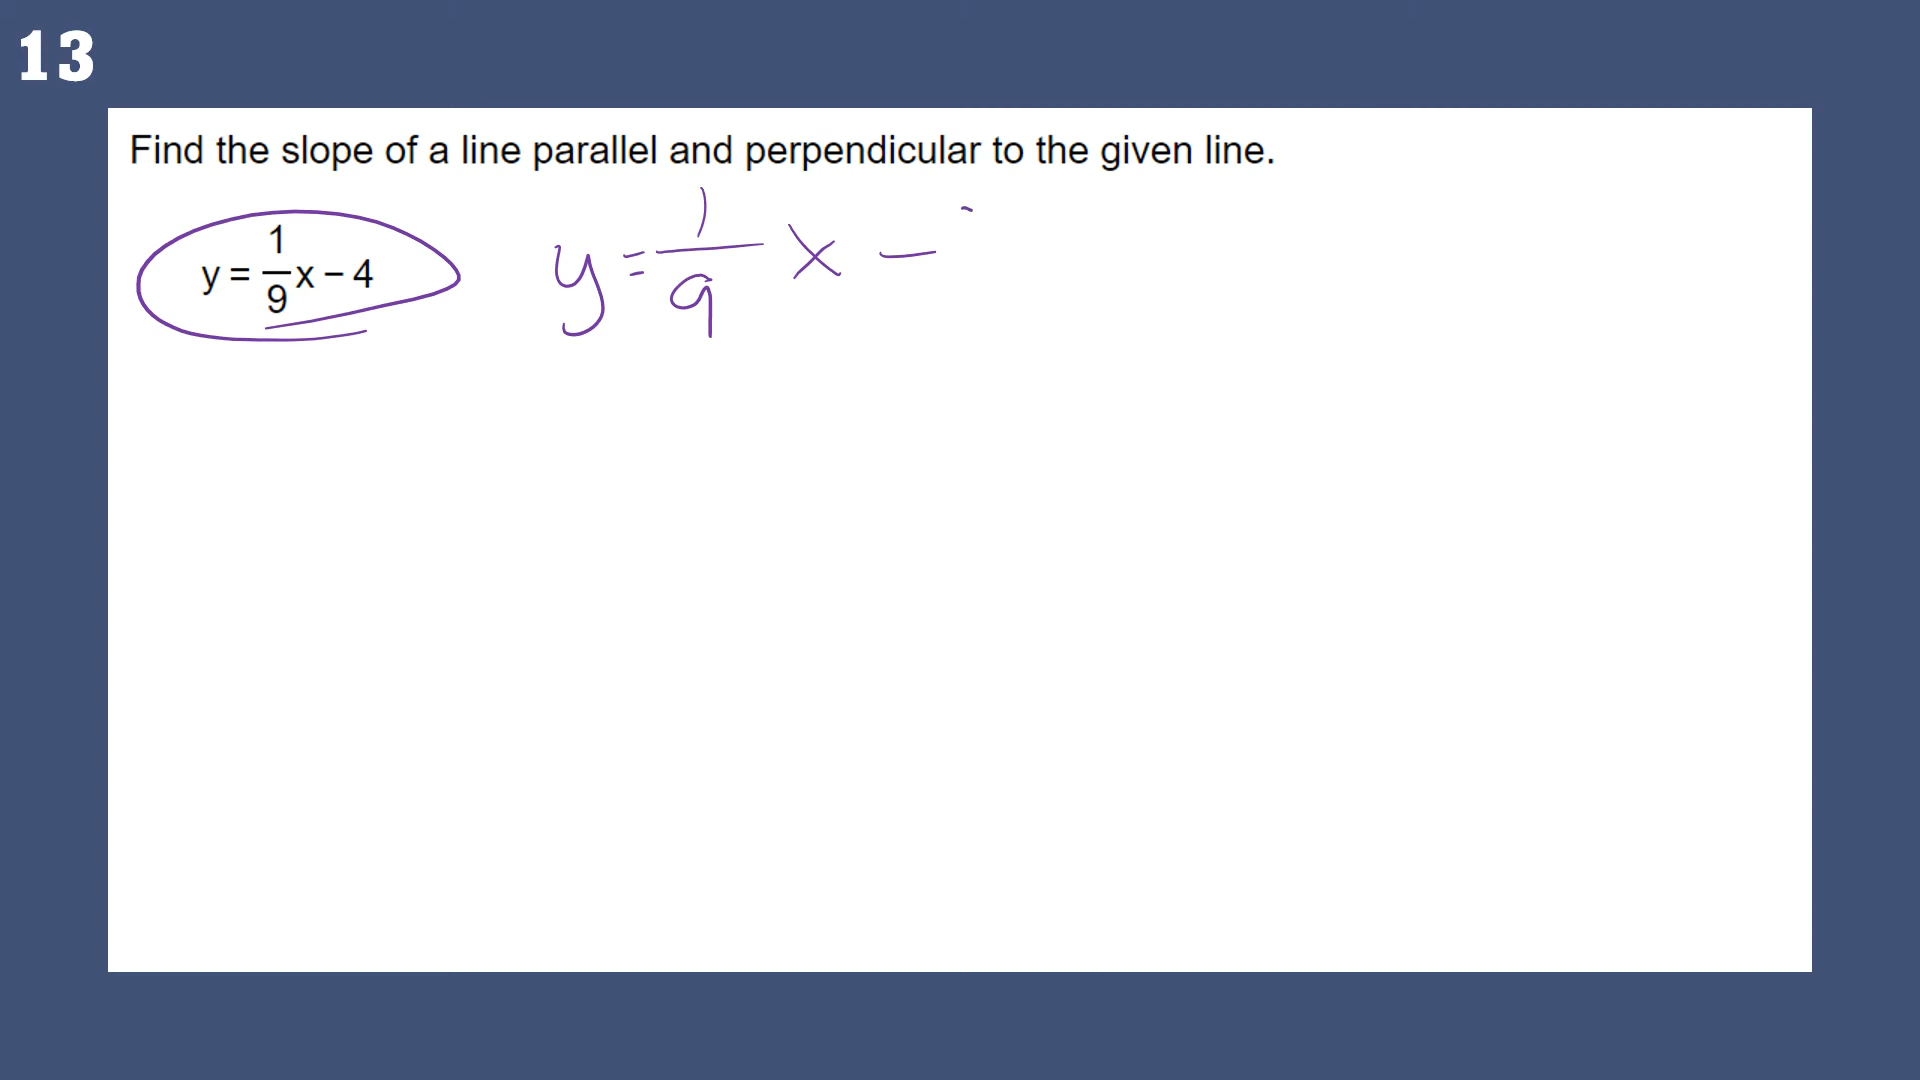 13
Find the slope of a line parallel and perpendicular to the given line.
y = 1/9 x − 4
y = 1/9 x −